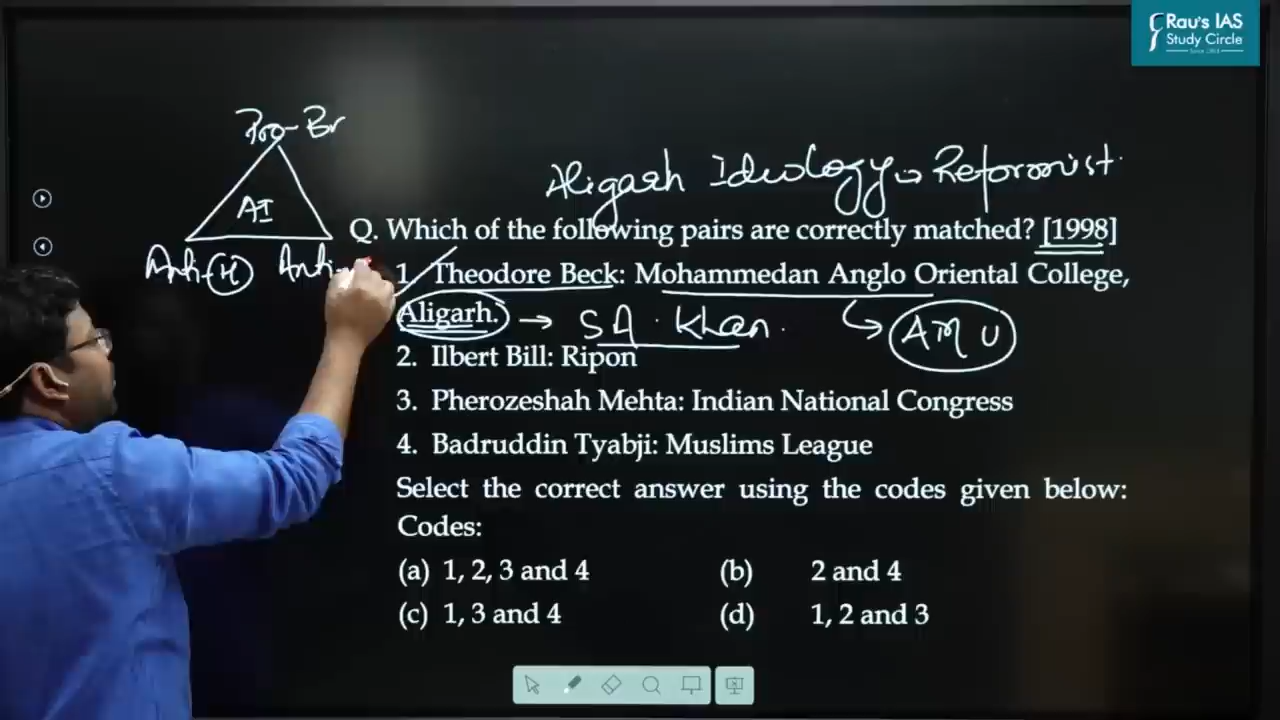 Rau's IAS
Study Circle
Pro-Br
AI
Anti-(H) Anti-
Aligarh Ideology → Reformist.
Q. Which of the following pairs are correctly matched? [1998]
1 Theodore Beck: Mohammedan Anglo Oriental College,
Aligarh. → SA. Khan. AMU
2. Ilbert Bill: Ripon
3. Pherozeshah Mehta: Indian National Congress
4. Badruddin Tyabji: Muslims League
Select the correct answer using the codes given below:
Codes:
(a) 1, 2, 3 and 4 (b) 2 and 4
(c) 1, 3 and 4 (d) 1, 2 and 3